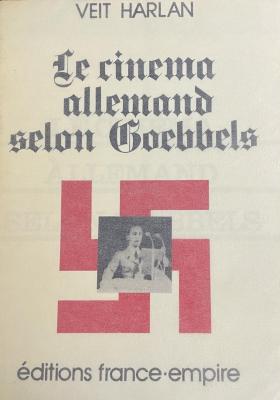 VEIT HARLAN
Le cinema
allemand
selon Goebbels
ALLEMAND
éditions france-empire